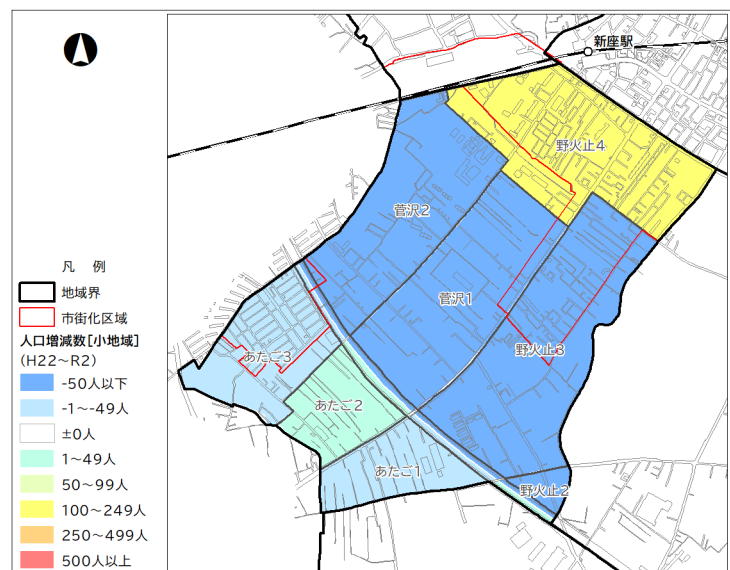 新座駅
野火止4
菅沢2
菅沢1
野火止3
あたご3
あたご2
あたご1
野火止2
凡 例
地域界
市街化区域
人口増減数[小地域]
(H22～R2)
-50人以下
-1～-49人
±0人
1～49人
50～99人
100～249人
250～499人
500人以上